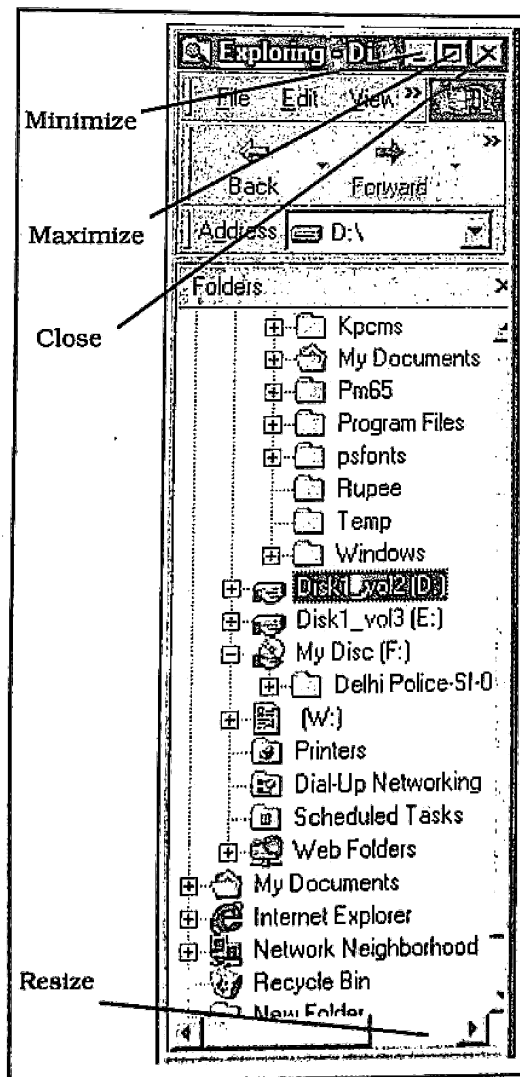 Exploring - Di
Minimize
File Edit View »
»
Back Forward
Maximize
Address D:\
Folders x
Close
Kpcms
My Documents
Pm65
Program Files
psfonts
Rupee
Temp
Windows
Disk1_vol2 (D:)
Disk1_vol3 (E:)
My Disc (F:)
Delhi Police-SI-0
(W:)
Printers
Dial-Up Networking
Scheduled Tasks
Web Folders
My Documents
Internet Explorer
Network Neighborhood
Resize
Recycle Bin
New Folder